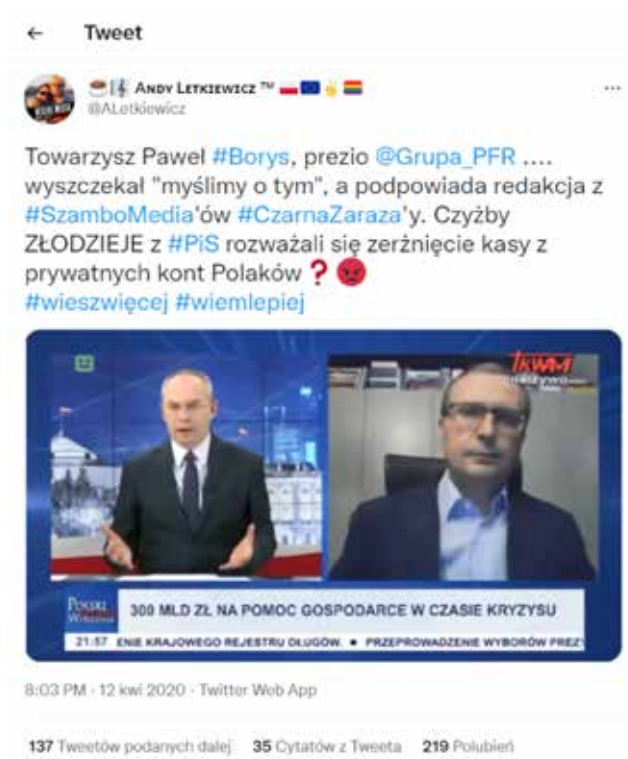 ← Tweet
ANDY LETKIEWICZ ™
@ALetkiewicz
Towarzysz Pawel #Borys, prezio @Grupa_PFR ....
wyszczekał "myślimy o tym", a podpowiada redakcja z
#SzamboMedia'ów #CzarnaZaraza'y. Czyżby
ZŁODZIEJE z #PiS rozważali się zerżnięcie kasy z
prywatnych kont Polaków ❓ 😡
#wieszwięcej #wiemlepiej
300 MLD ZŁ NA POMOC GOSPODARCE W CZASIE KRYZYSU
21:57 ENIE KRAJOWEGO REJESTRU DŁUGÓW. ● PRZEPROWADZENIE WYBORÓW PREZY
8:03 PM · 12 kwi 2020 · Twitter Web App
137 Tweetów podanych dalej 35 Cytatów z Tweeta 219 Polubień